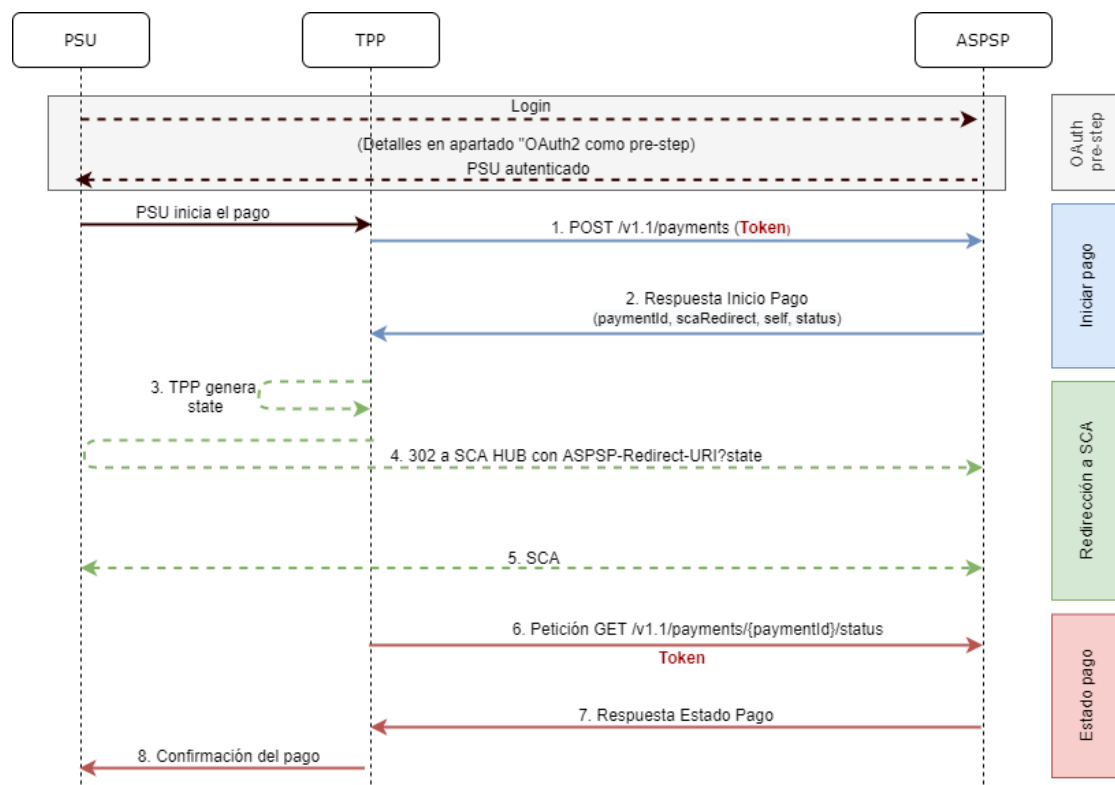 PSU
TPP
ASPSP
Login
(Detalles en apartado "OAuth2 como pre-step)
PSU autenticado
OAuth
pre-step
PSU inicia el pago
1. POST /v1.1/payments (Token)
2. Respuesta Inicio Pago
(paymentId, scaRedirect, self, status)
Iniciar pago
3. TPP genera
state
4. 302 a SCA HUB con ASPSP-Redirect-URI?state
5. SCA
Redirección a SCA
6. Petición GET /v1.1/payments/{paymentId}/status
Token
7. Respuesta Estado Pago
8. Confirmación del pago
Estado pago